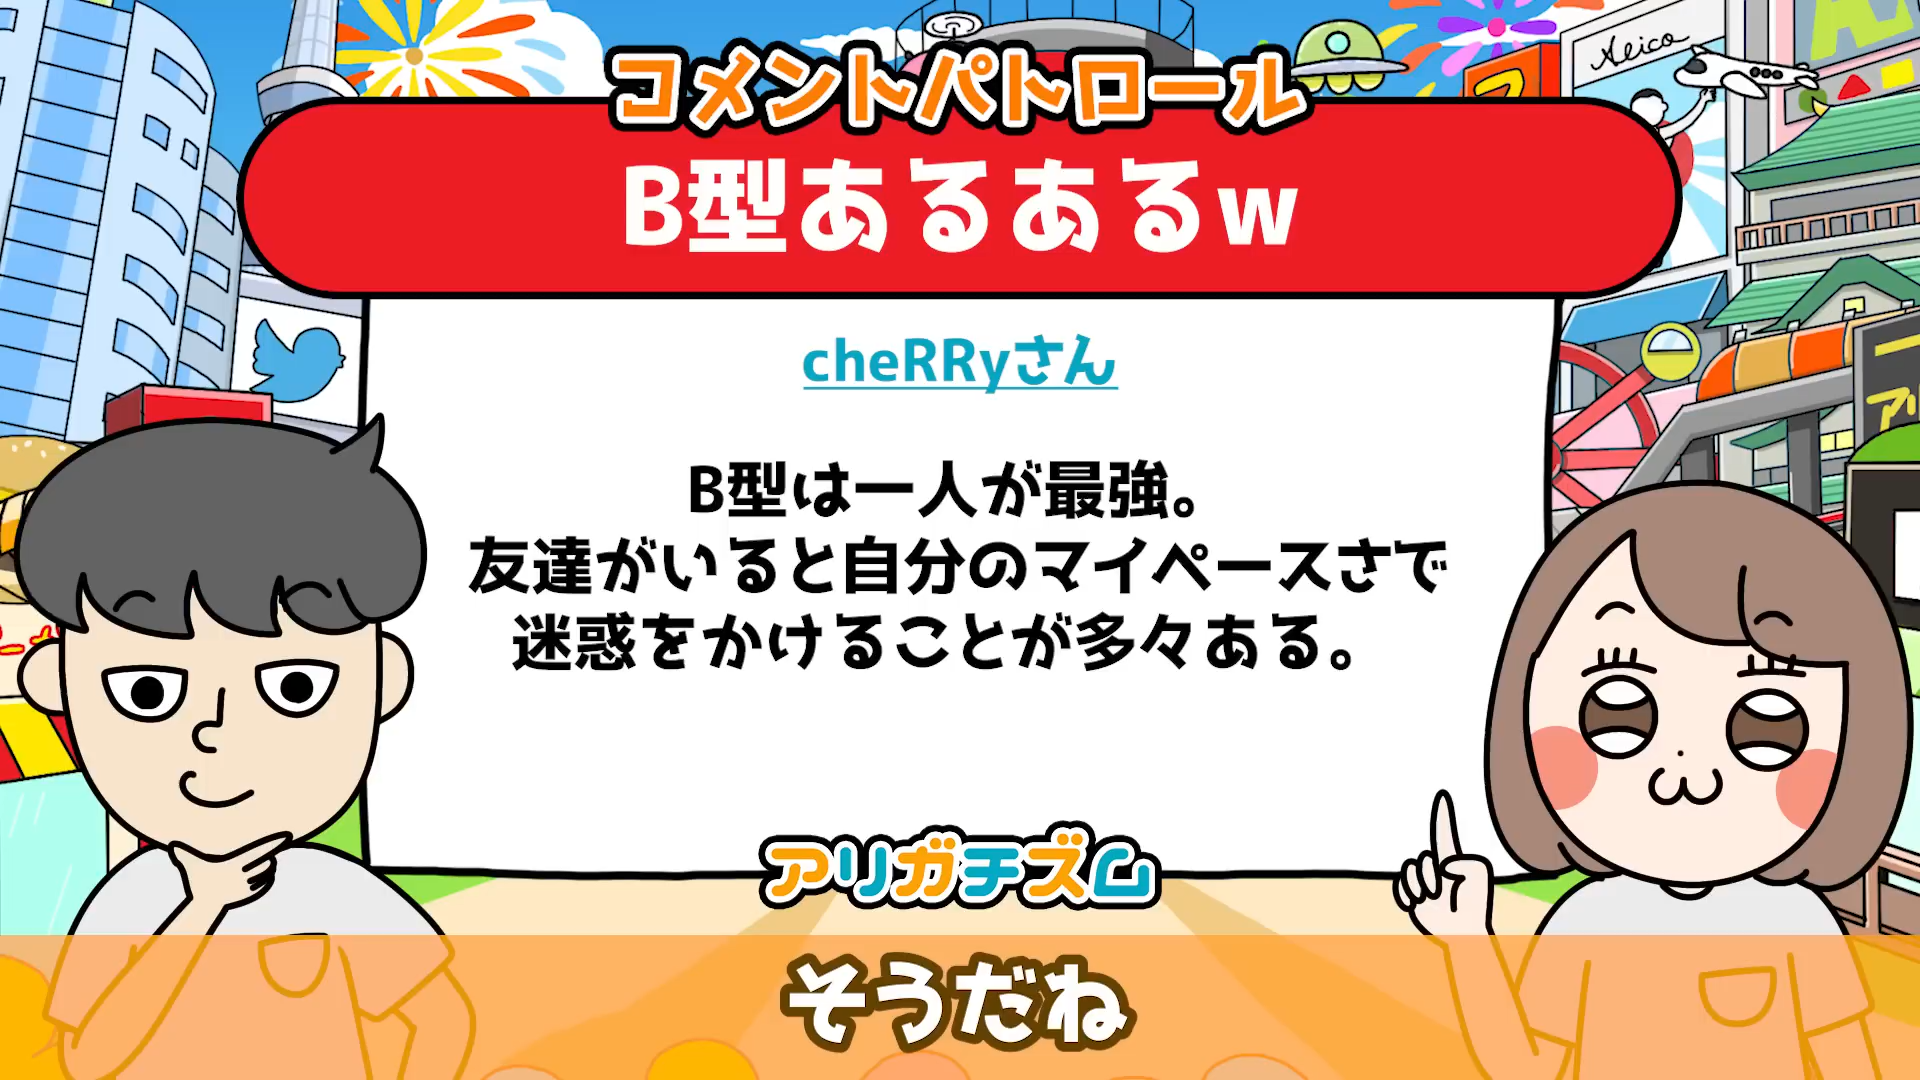 コメントパトロール
B型あるあるw
cheRRyさん
B型は一人が最強。
友達がいると自分のマイペースさで
迷惑をかけることが多々ある。
アリガチズム
そうだね